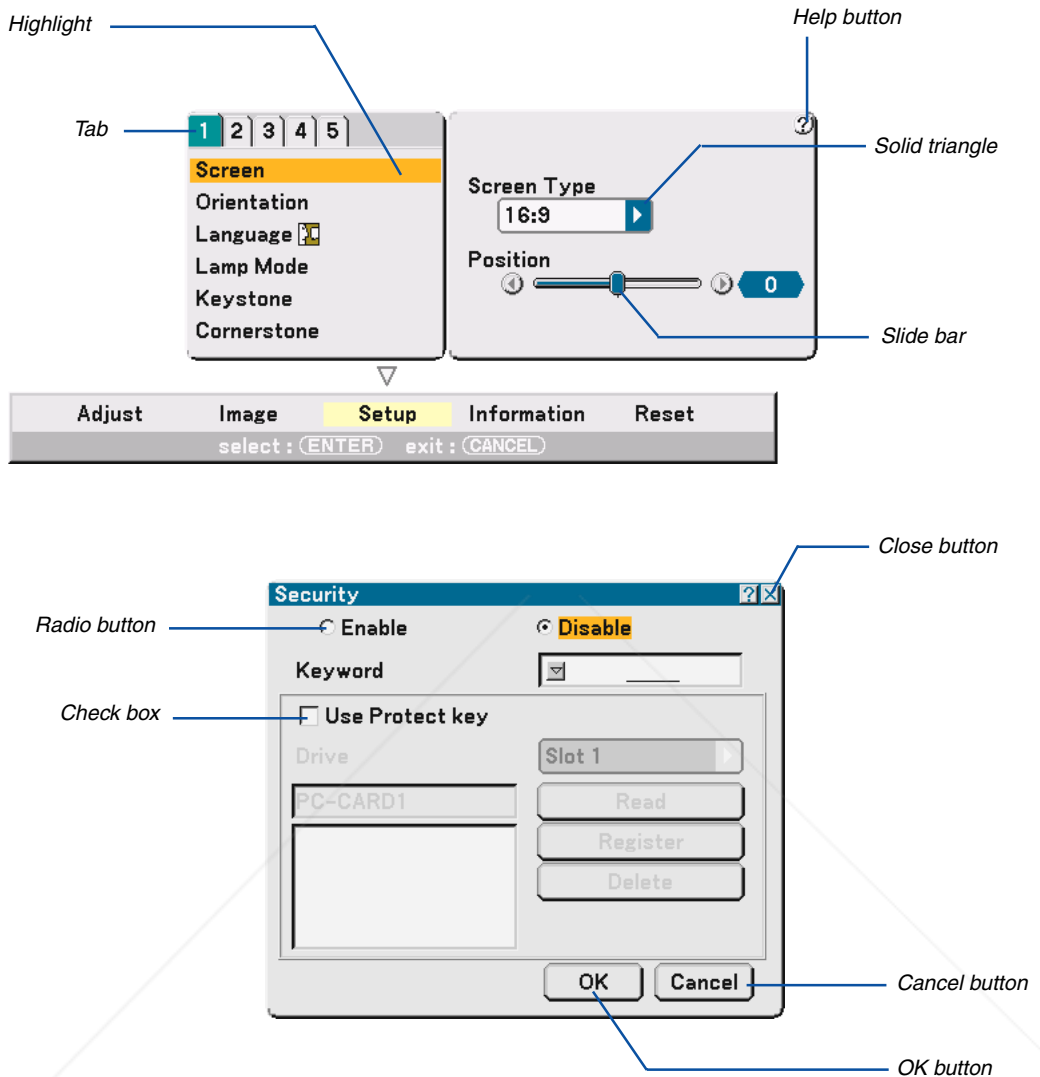 Highlight
Help button
Tab
1 2 3 4 5
?
Solid triangle
Screen
Orientation
Language
Lamp Mode
Keystone
Cornerstone
Screen Type
16:9
Position
0
Slide bar
Adjust Image Setup Information Reset
select : ENTER exit : CANCEL
Close button
Security
? X
Radio button
Enable
Disable
Keyword
Check box
Use Protect key
Drive
Slot 1
PC-CARD1
Read
Register
Delete
OK
Cancel
Cancel button
OK button